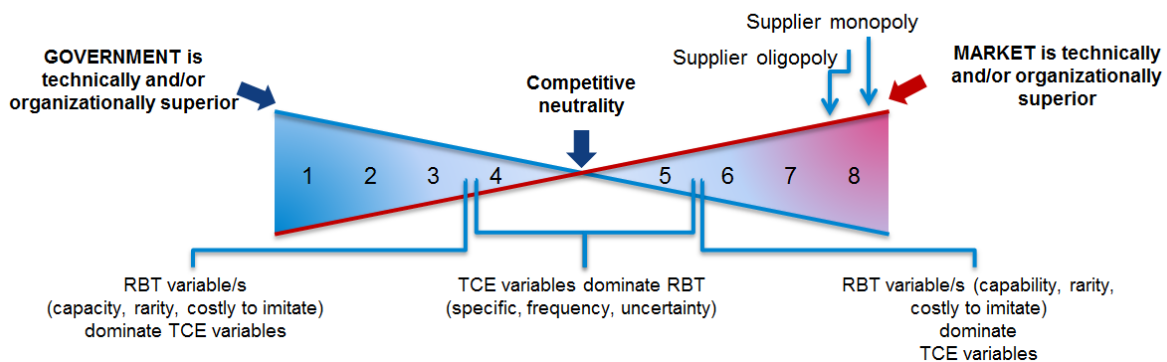 Supplier monopoly
Supplier oligopoly
GOVERNMENT is
technically and/or
organizationally superior
Competitive
neutrality
MARKET is technically
and/or organizationally
superior
1 2 3 4 5 6 7 8
RBT variable/s
(capacity, rarity, costly to imitate)
dominate TCE variables
TCE variables dominate RBT
(specific, frequency, uncertainty)
RBT variable/s (capability, rarity,
costly to imitate)
dominate
TCE variables